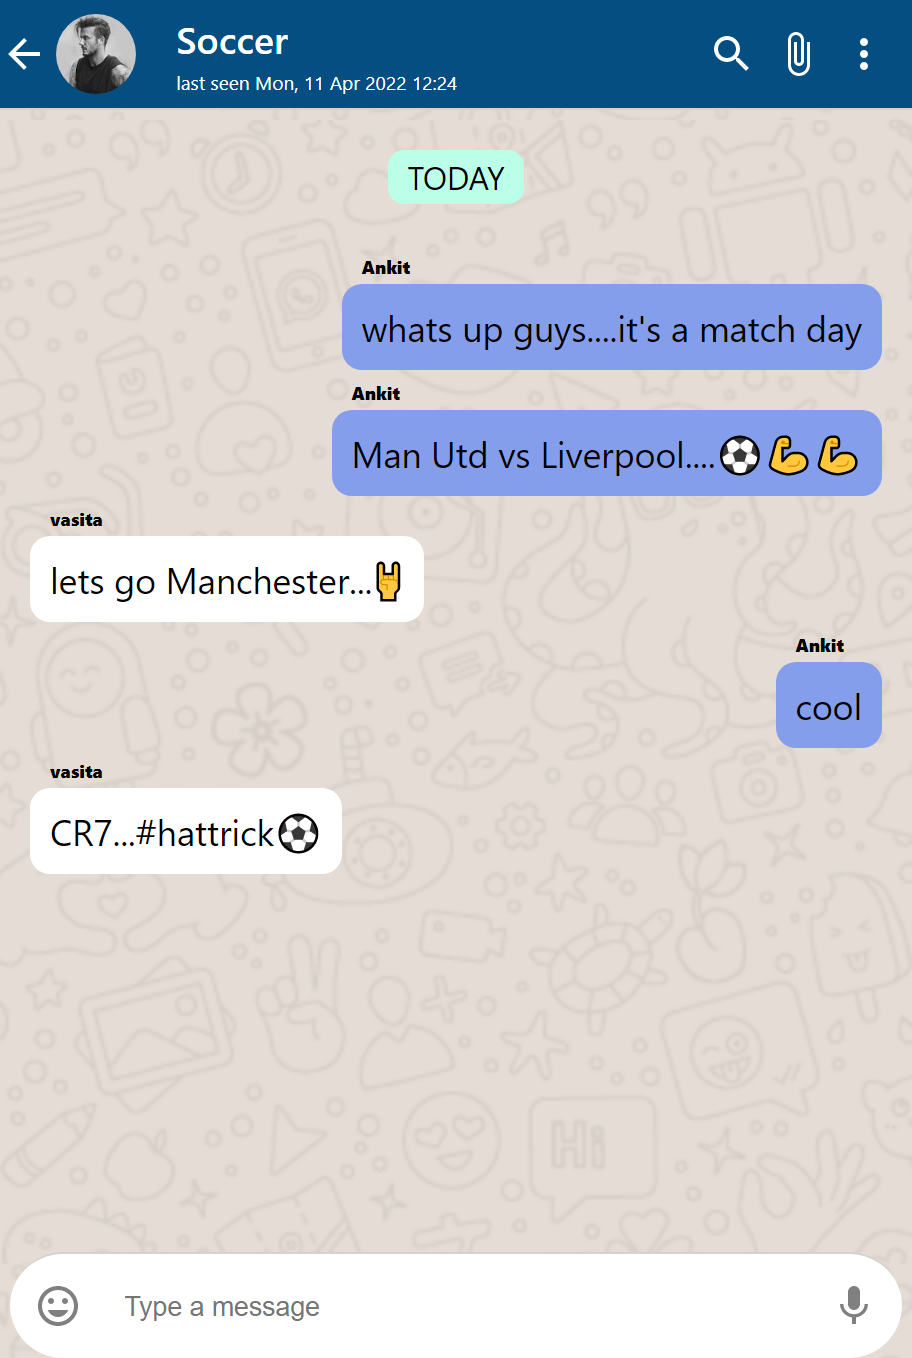 Soccer
last seen Mon, 11 Apr 2022 12:24
TODAY
Ankit
whats up guys....it's a match day
Ankit
Man Utd vs Liverpool....⚽💪💪
vasita
lets go Manchester...🤘
Ankit
cool
vasita
CR7...#hattrick⚽
Hi
Type a message